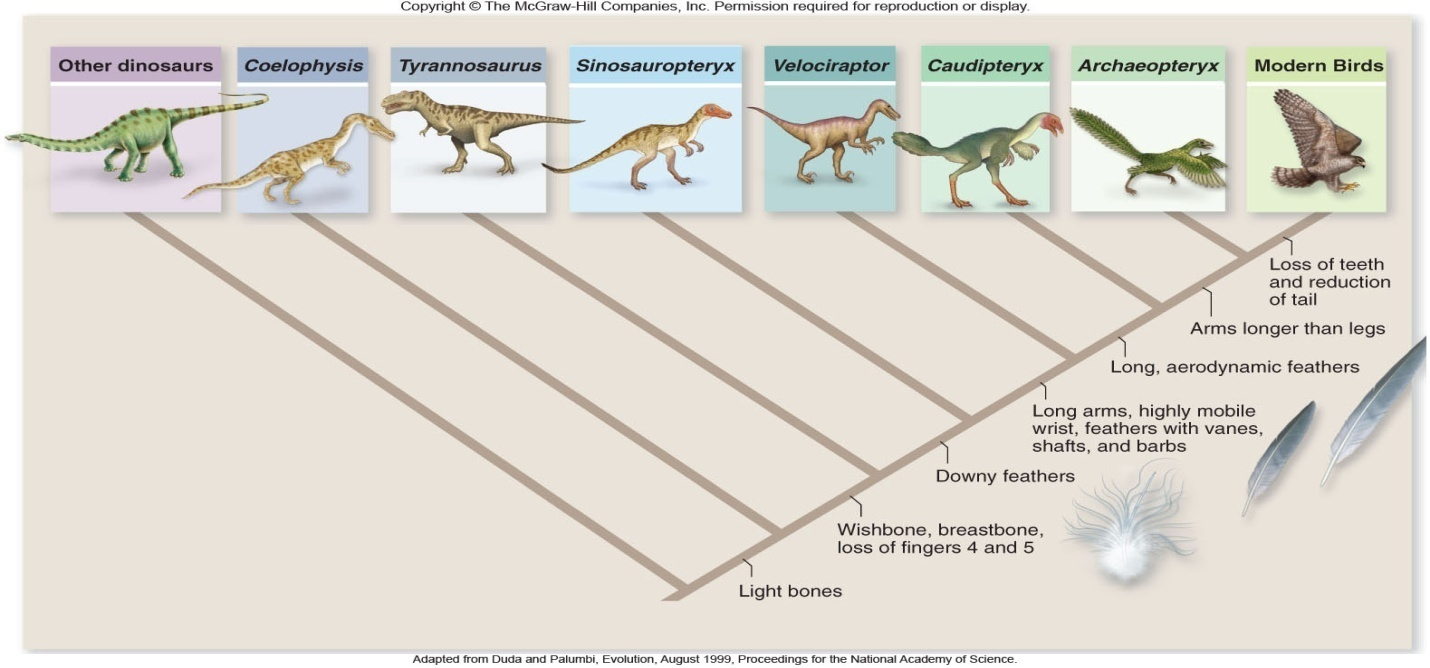 Copyright © The McGraw-Hill Companies, Inc. Permission required for reproduction or display.
Other dinosaurs
Coelophysis
Tyrannosaurus
Sinosauropteryx
Velociraptor
Caudipteryx
Archaeopteryx
Modern Birds
Loss of teeth
and reduction
of tail
Arms longer than legs
Long, aerodynamic feathers
Long arms, highly mobile
wrist, feathers with vanes,
shafts, and barbs
Downy feathers
Wishbone, breastbone,
loss of fingers 4 and 5
Light bones
Adapted from Duda and Palumbi, Evolution, August 1999, Proceedings for the National Academy of Science.